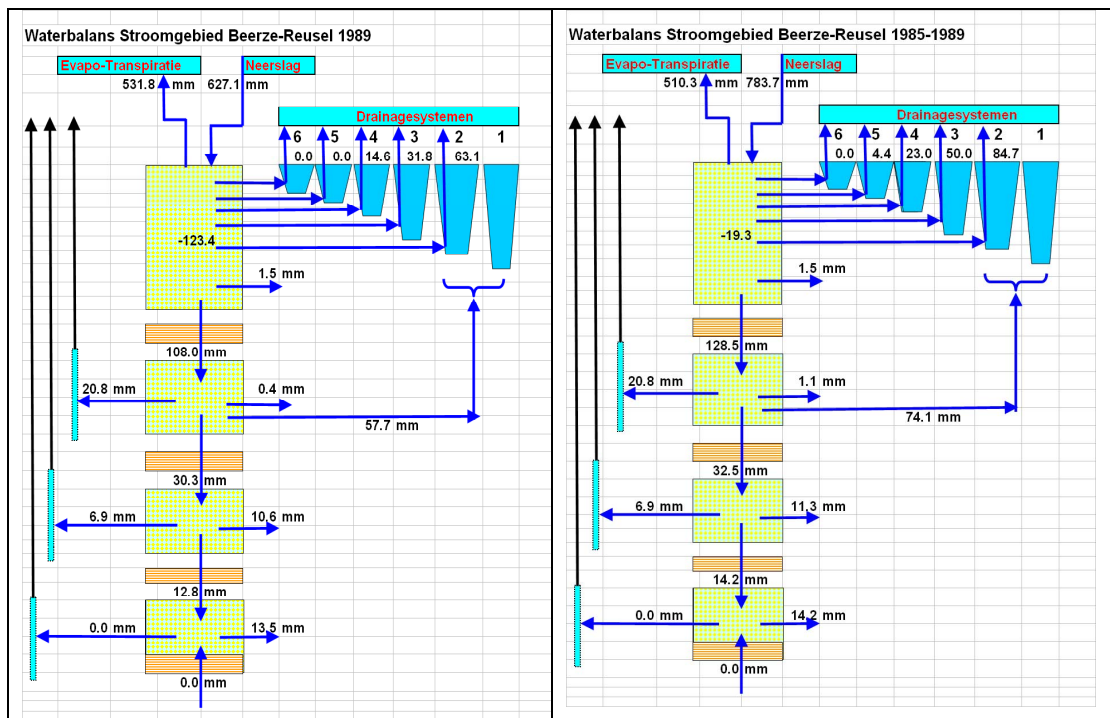 Waterbalans Stroomgebied Beerze-Reusel 1989
Evapo-Transpiratie
Neerslag
531.8 mm
627.1 mm
Drainagesystemen
6 5 4 3 2 1
0.0 0.0 14.6 31.8 63.1
-123.4
1.5 mm
108.0 mm
20.8 mm
0.4 mm
57.7 mm
30.3 mm
6.9 mm
10.6 mm
12.8 mm
0.0 mm
13.5 mm
0.0 mm
Waterbalans Stroomgebied Beerze-Reusel 1985-1989
Evapo-Transpiratie
Neerslag
510.3 mm
783.7 mm
Drainagesystemen
6 5 4 3 2 1
0.0 4.4 23.0 50.0 84.7
-19.3
1.5 mm
128.5 mm
20.8 mm
1.1 mm
74.1 mm
32.5 mm
6.9 mm
11.3 mm
14.2 mm
0.0 mm
14.2 mm
0.0 mm